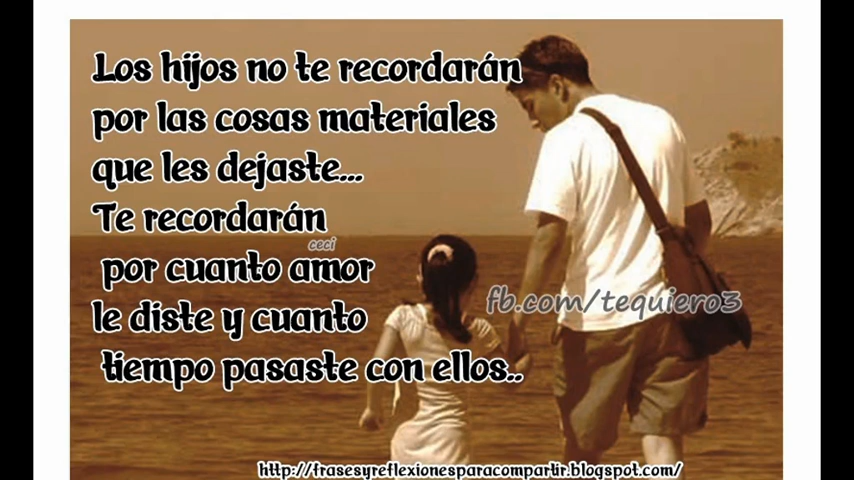 Los hijos no te recordarán
por las cosas materiales
que les dejaste...
Te recordarán
ceci
por cuanto amor
le diste y cuanto
tiempo pasaste con ellos..
fb.com/tequiero3
http://frasesyreflexionesparacompartir.blogspot.com/